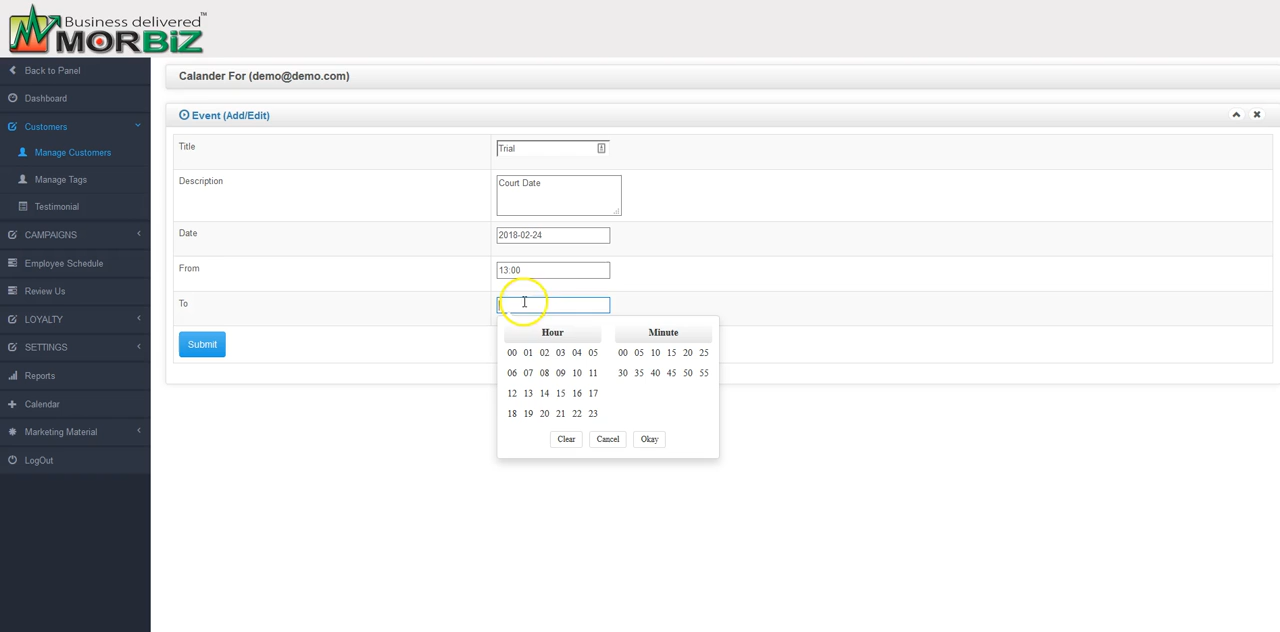 Business delivered™
MORBiZ
Back to Panel
Dashboard
Customers
Manage Customers
Manage Tags
Testimonial
CAMPAIGNS
Employee Schedule
Review Us
LOYALTY
SETTINGS
Reports
Calendar
Marketing Material
LogOut
Calander For (demo@demo.com)
Event (Add/Edit)
Title
Trial
Description
Court Date
Date
2018-02-24
From
13:00
To
Submit
Hour Minute
00 01 02 03 04 05 00 05 10 15 20 25
06 07 08 09 10 11 30 35 40 45 50 55
12 13 14 15 16 17
18 19 20 21 22 23
Clear Cancel Okay